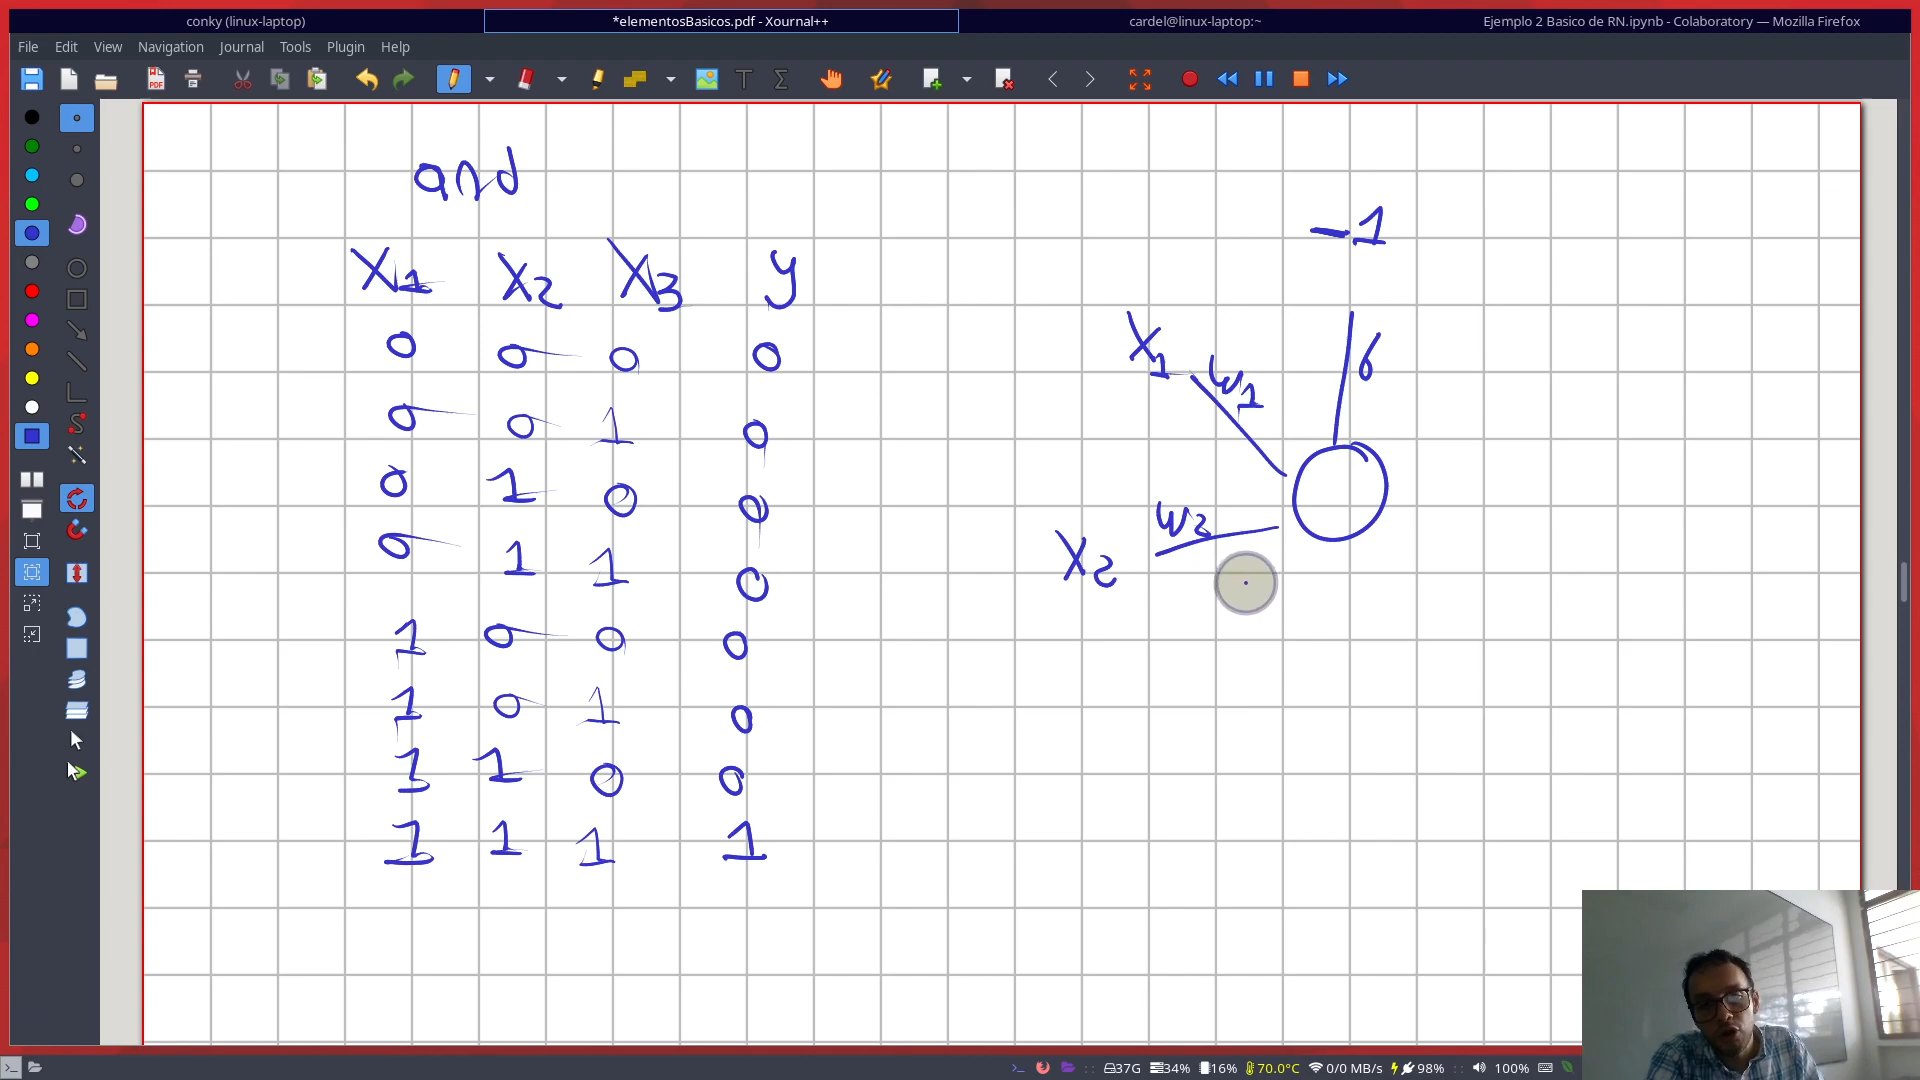 conky (linux-laptop)
*elementosBasicos.pdf - Xournal++
cardel@linux-laptop:~
Ejemplo 2 Basico de RN.ipynb - Colaboratory — Mozilla Firefox
File Edit View Navigation Journal Tools Plugin Help
and
X1 X2 X3 y
0 0 0 0
0 0 1 0
0 1 0 0
0 1 1 0
1 0 0 0
1 0 1 0
1 1 0 0
1 1 1 1
-1
X1 W1
X2 W2
37G 34% 16% 70.0°C 0/0 MB/s 98% 100%